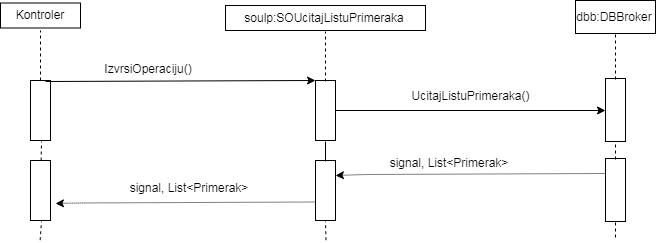 Kontroler
soulp:SOUcitajListuPrimeraka
dbb:DBBroker
IzvrsiOperaciju()
UcitajListuPrimeraka()
signal, List<Primerak>
signal, List<Primerak>